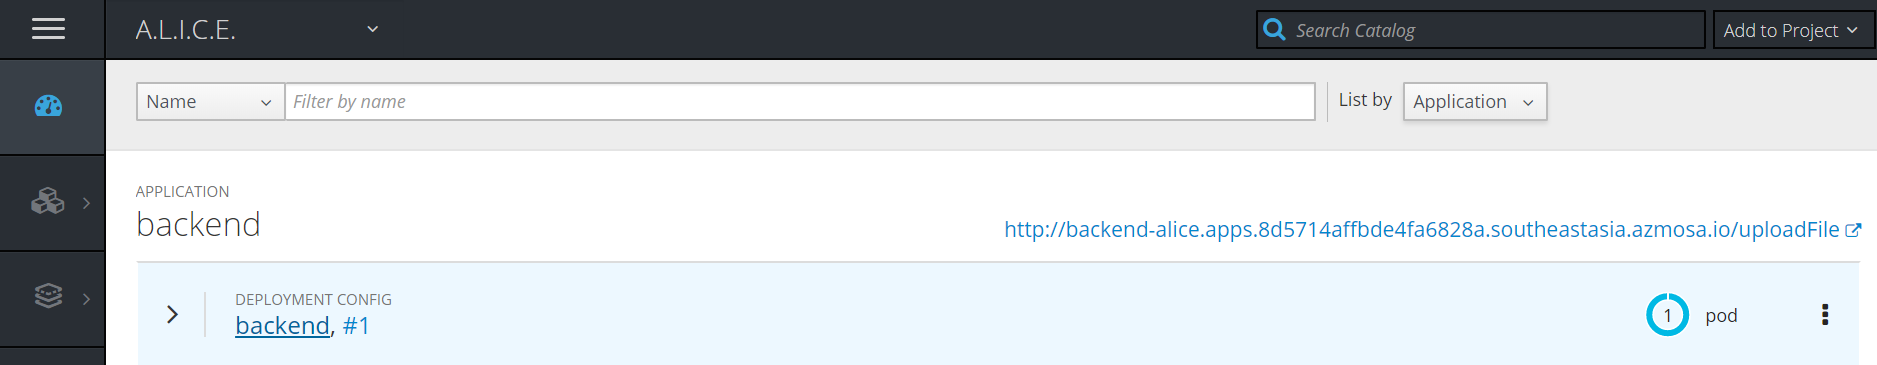 A.L.I.C.E.
Search Catalog
Add to Project
Name
Filter by name
List by
Application
APPLICATION
backend
http://backend-alice.apps.8d5714affbde4fa6828a.southeastasia.azmosa.io/uploadFile
DEPLOYMENT CONFIG
backend, #1
1 pod